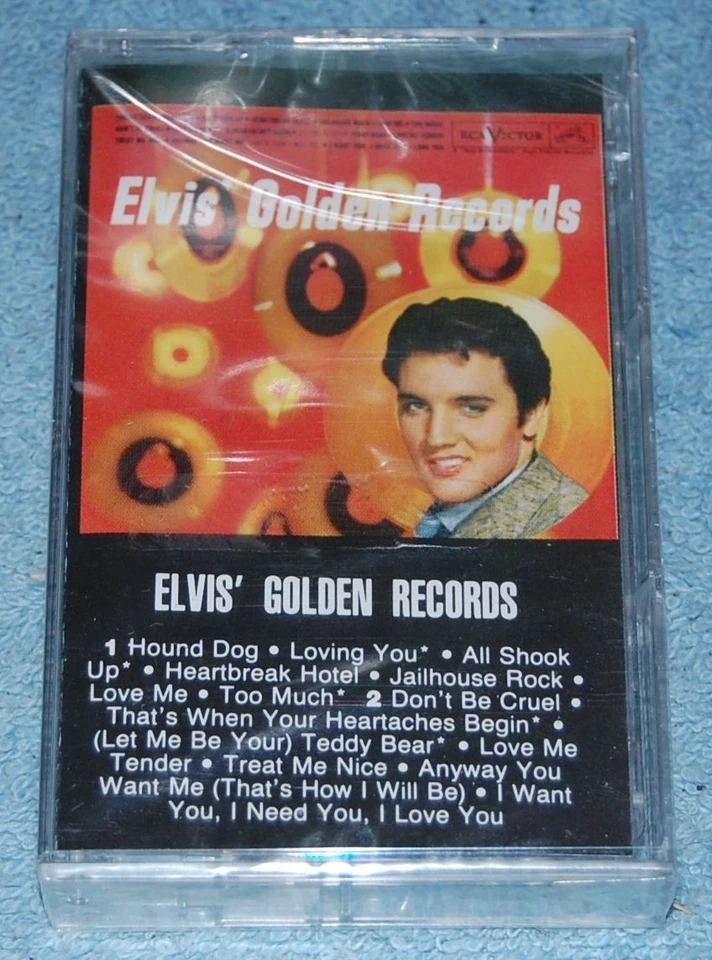 RCA VICTOR
Elvis' Golden Records
ELVIS' GOLDEN RECORDS
1 Hound Dog • Loving You* • All Shook
Up* • Heartbreak Hotel • Jailhouse Rock •
Love Me • Too Much* 2 Don't Be Cruel •
That's When Your Heartaches Begin* •
(Let Me Be Your) Teddy Bear* • Love Me
Tender • Treat Me Nice • Anyway You
Want Me (That's How I Will Be) • I Want
You, I Need You, I Love You